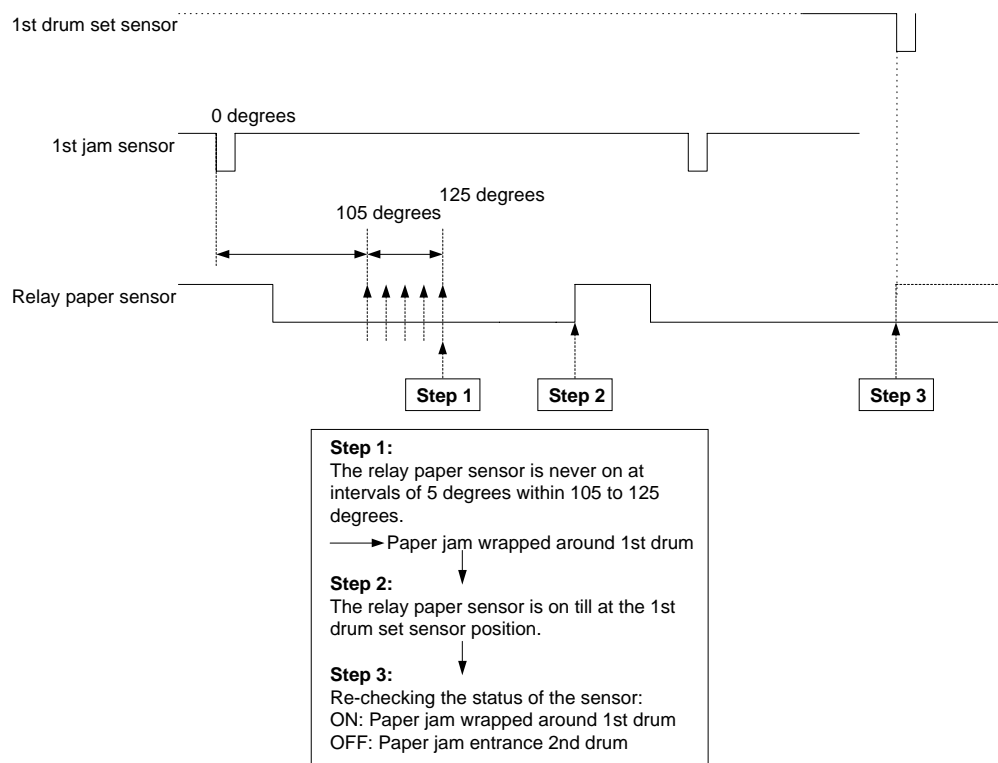 1st drum set sensor
0 degrees
1st jam sensor
125 degrees
105 degrees
Relay paper sensor
Step 1
Step 2
Step 3
Step 1:
The relay paper sensor is never on at
intervals of 5 degrees within 105 to 125
degrees.
Paper jam wrapped around 1st drum
Step 2:
The relay paper sensor is on till at the 1st
drum set sensor position.
Step 3:
Re-checking the status of the sensor:
ON: Paper jam wrapped around 1st drum
OFF: Paper jam entrance 2nd drum